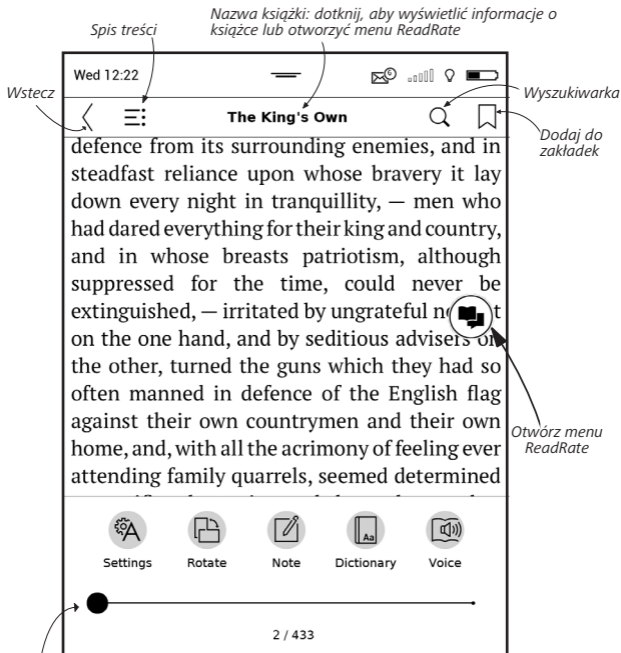 Nazwa książki: dotknij, aby wyświetlić informacje o
książce lub otworzyć menu ReadRate
Spis treści
Wstecz
Wed 12:22
6
The King's Own
Wyszukiwarka
Dodaj do
zakładek
defence from its surrounding enemies, and in
steadfast reliance upon whose bravery it lay
down every night in tranquillity, — men who
had dared everything for their king and country,
and in whose breasts patriotism, although
suppressed for the time, could never be
extinguished, — irritated by ungrateful
on the one hand, and by seditious advisers on
the other, turned the guns which they had so
often manned in defence of the English flag
against their own countrymen and their own
home, and, with all the acrimony of feeling ever
attending family quarrels, seemed determined
Otwórz menu
ReadRate
Aa
Settings Rotate Note Dictionary Voice
2 / 433